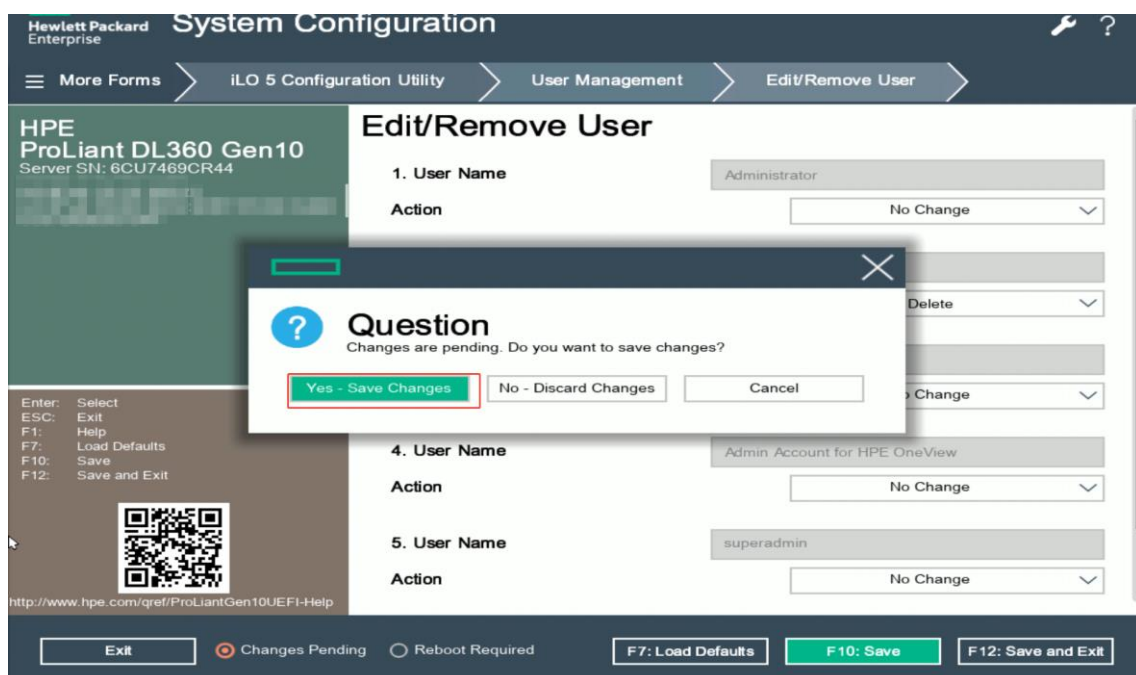 Hewlett Packard
Enterprise
System Configuration
?
More Forms
iLO 5 Configuration Utility
User Management
Edit/Remove User
HPE
ProLiant DL360 Gen10
Server SN: 6CU7469CR44
Edit/Remove User
1. User Name
Administrator
Action
No Change
Delete
?
Question
Changes are pending. Do you want to save changes?
Yes - Save Changes
No - Discard Changes
Cancel
Change
Enter: Select
ESC: Exit
F1: Help
F7: Load Defaults
F10: Save
F12: Save and Exit
4. User Name
Admin Account for HPE OneView
Action
No Change
5. User Name
superadmin
Action
No Change
http://www.hpe.com/qref/ProLiantGen10UEFI-Help
Exit
Changes Pending
Reboot Required
F7: Load Defaults
F10: Save
F12: Save and Exit